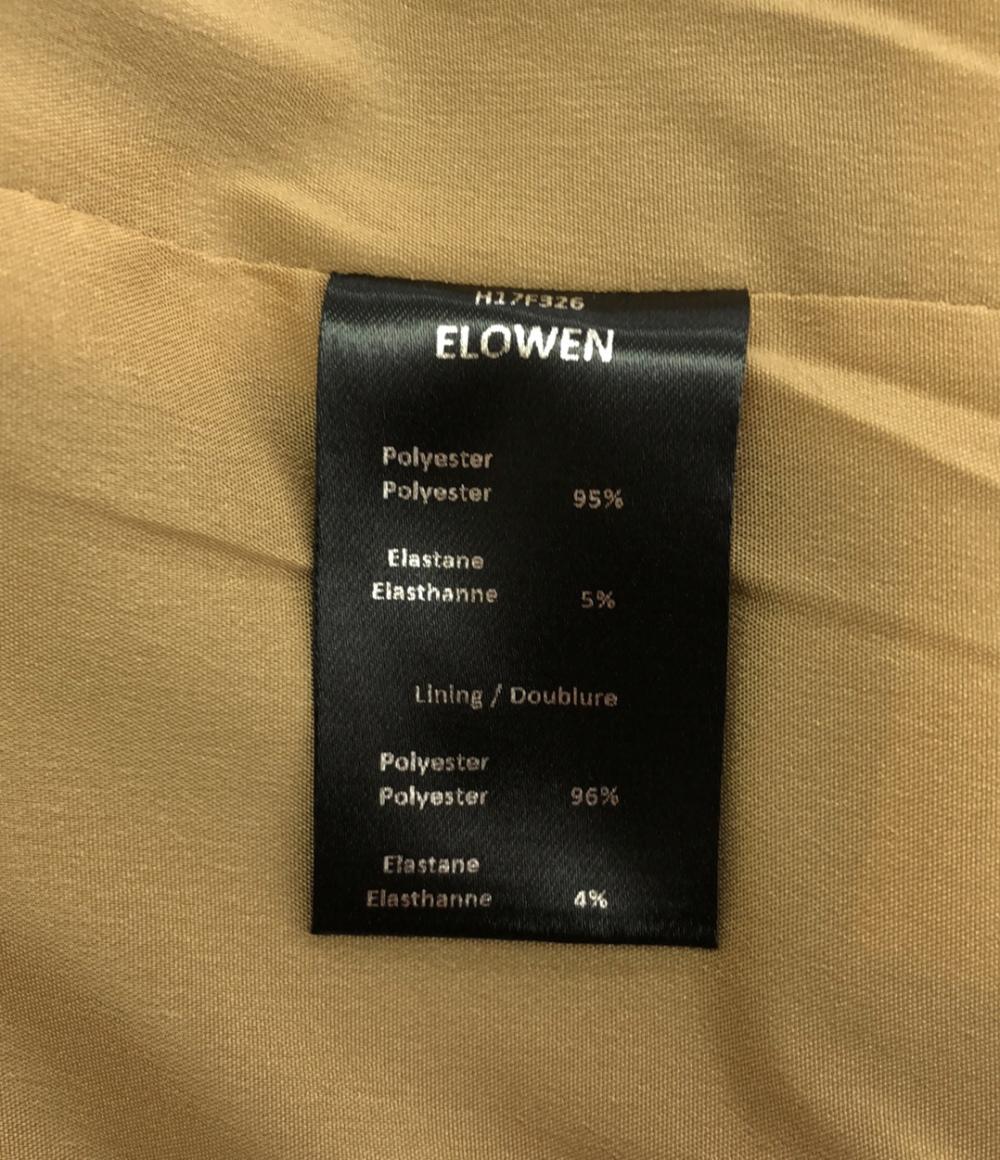 H17F326
ELOWEN
Polyester
Polyester 95%
Elastane
Elasthanne 5%
Lining / Doublure
Polyester
Polyester 96%
Elastane
Elasthanne 4%